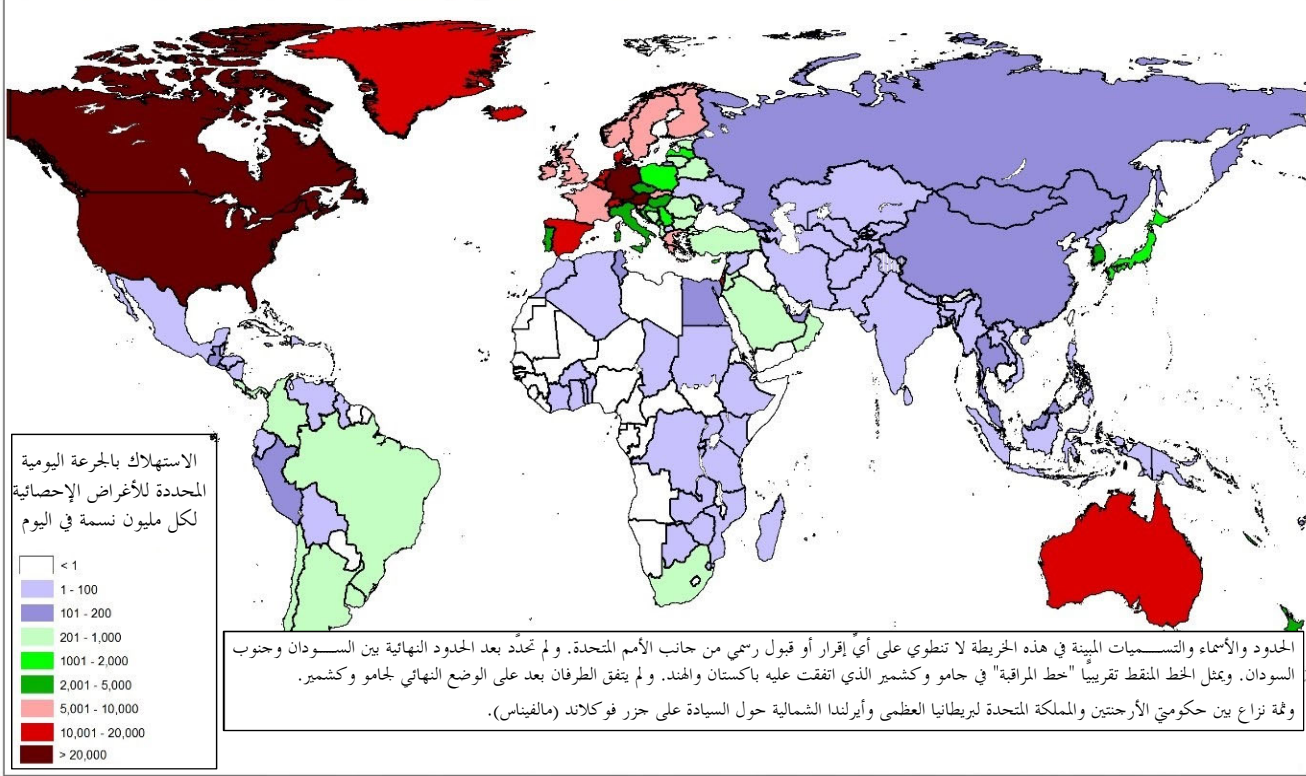 الاستهلاك بالجرعة اليومية
المحددة للأغراض الإحصائية
لكل مليون نسمة في اليوم
< 1
1 - 100
101 - 200
201 - 1,000
1001 - 2,000
2,001 - 5,000
5,001 - 10,000
10,001 - 20,000
> 20,000
الحدود والأسماء والتســـميات المبينة في هذه الخريطة لا تنطوي على أيِّ إقرار أو قبول رسمي من جانب الأمم المتحدة. و لم تحدَّد بعد الحدود النهائية بين الســـودان وجنوب
السودان. ويمثل الخط المنقط تقريبيًّا "خط المراقبة" في جامو وكشمير الذي اتفقت عليه باكستان والهند. و لم يتفق الطرفان بعد على الوضع النهائي لجامو وكشمير.
وثمة نزاع بين حكومتيْ الأرجنتين والمملكة المتحدة لبريطانيا العظمى وأيرلندا الشمالية حول السيادة على جزر فوكلاند (مالفيناس).